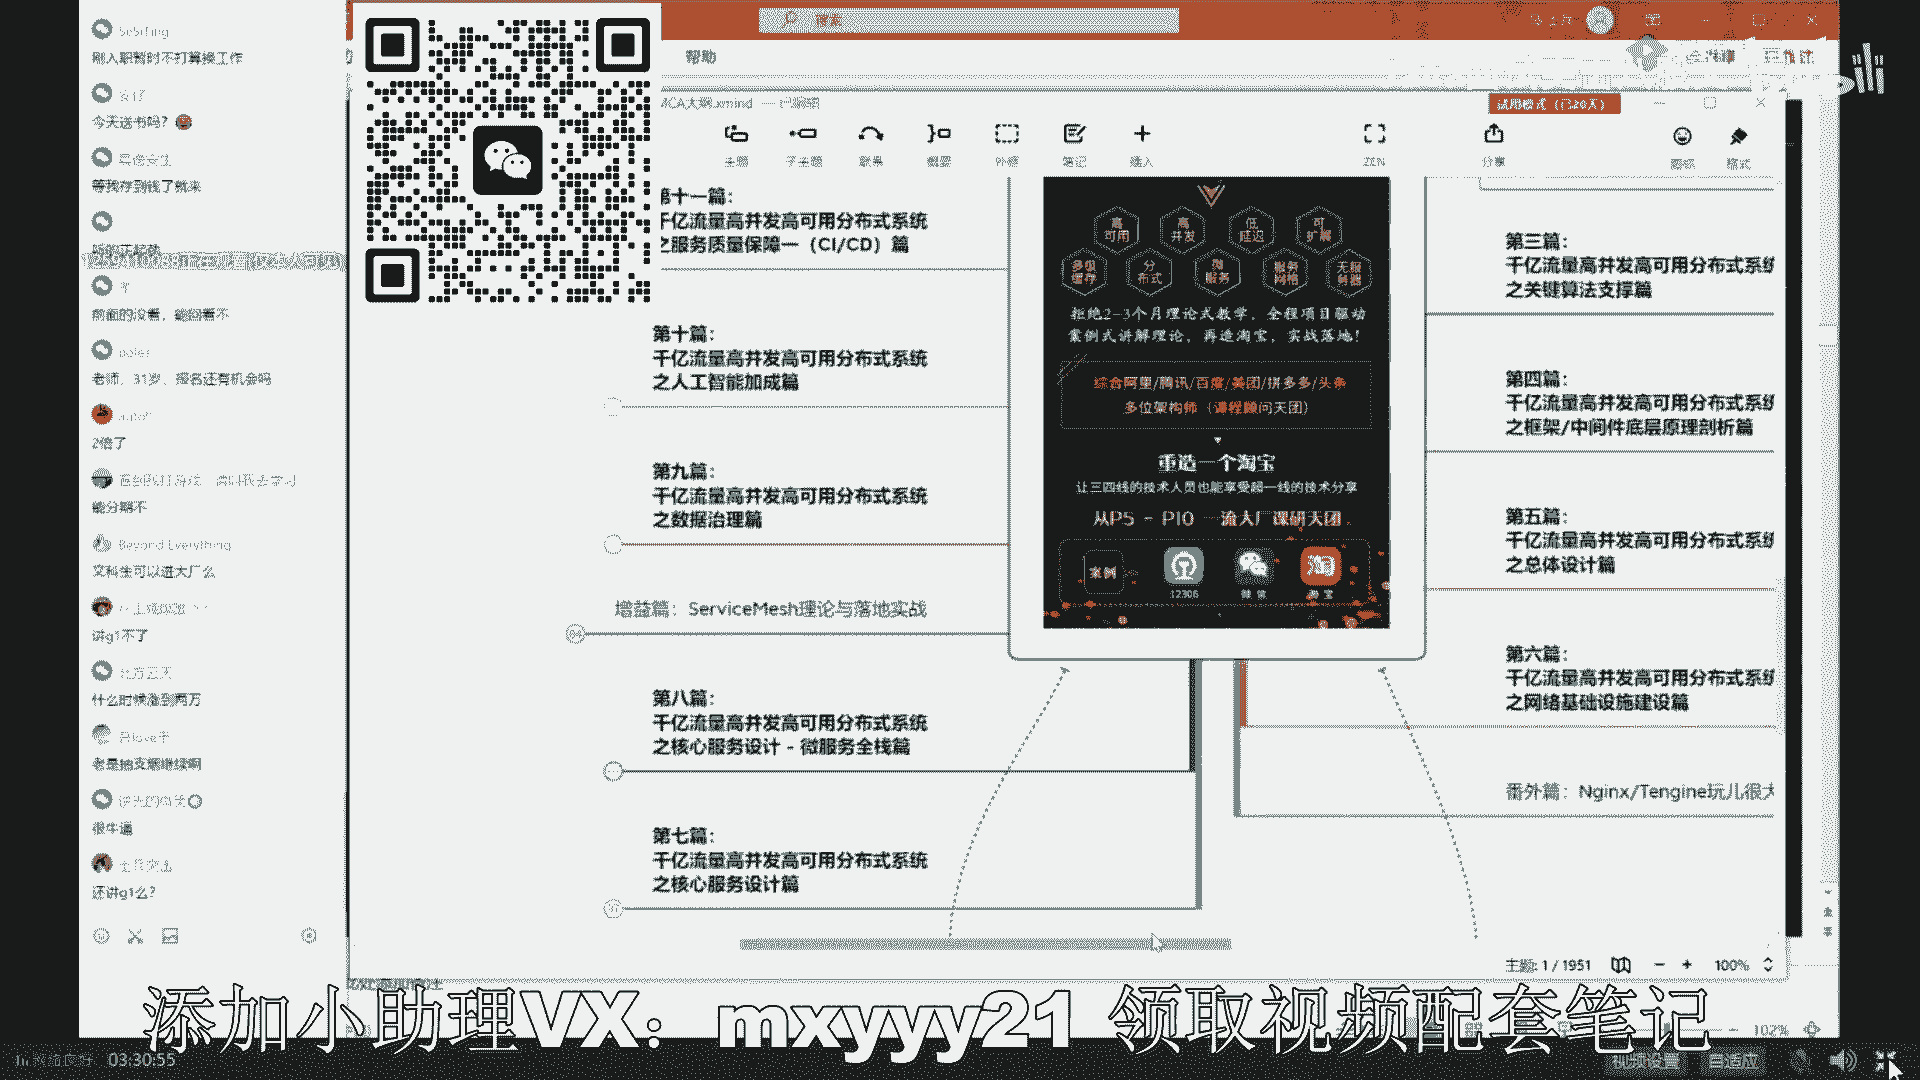 SeSching
刚入职暂时不打算换工作
今天送书吗？
等我存到钱了就来
前面的没看，能回看不
poler
老师，31岁，报名还有机会吗
2倍了
能分期不
Beyond Everything
文科生可以进大厂么
讲g1不了
什么时候涨到两万
老是抽支烟继续啊
很牛逼
还讲g1么？
搜索
帮助
MCA大纲.xmind — 已编辑
试用模式（已20天）
主题
子主题
联系
概要
外框
笔记
插入
ZEN
分享
图标
格式
第十一篇：
千亿流量高并发高可用分布式系统
之服务质量保障一（CI/CD）篇
第十篇：
千亿流量高并发高可用分布式系统
之人工智能加成篇
第九篇：
千亿流量高并发高可用分布式系统
之数据治理篇
增益篇：ServiceMesh理论与落地实战
第八篇：
千亿流量高并发高可用分布式系统
之核心服务设计 - 微服务全栈篇
第七篇：
千亿流量高并发高可用分布式系统
之核心服务设计篇
高可用
高并发
低延迟
可扩展
多级缓存
分布式
微服务
服务网格
无服务器
拒绝2-3个月理论式教学，全程项目驱动
案例式讲解理论，再造淘宝，实战落地！
综合阿里/腾讯/百度/美团/拼多多/头条
多位架构师（课程顾问天团）
重造一个淘宝
让三四线的技术人员也能享受超一线的技术分享
从P5 - P10 一流大厂课研天团
案例
12306
微信
淘宝
第三篇：
千亿流量高并发高可用分布式系统
之关键算法支撑篇
第四篇：
千亿流量高并发高可用分布式系统
之框架/中间件底层原理剖析篇
第五篇：
千亿流量高并发高可用分布式系统
之总体设计篇
第六篇：
千亿流量高并发高可用分布式系统
之网络基础设施建设篇
番外篇：Nginx/Tengine玩儿很大
主题：1 / 1951
100%
添加小助理VX：mxyyy21 领取视频配套笔记
102%
网络良好 03:30:55
视频设置
自适应